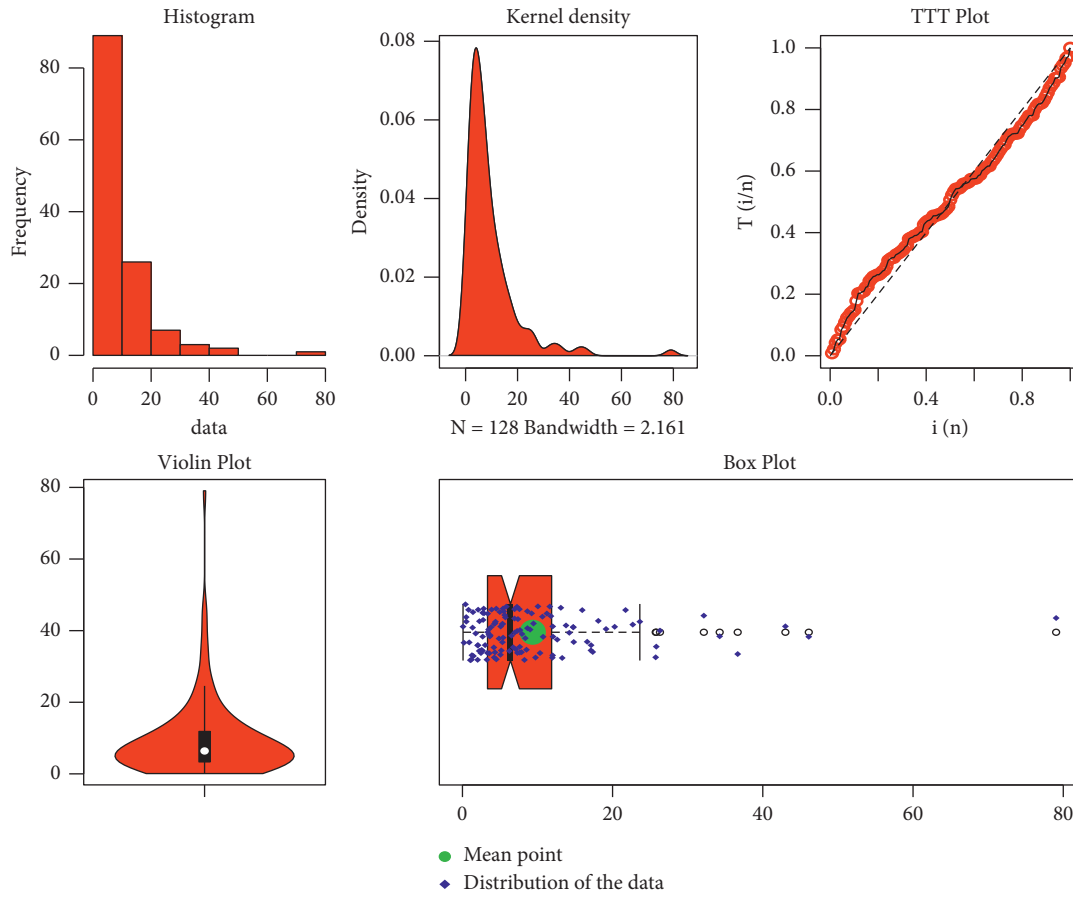 Histogram
80
60
40
20
0
Frequency
0 20 40 60 80
data
Kernel density
0.08
0.06
0.04
0.02
0.00
Density
0 20 40 60 80
N = 128 Bandwidth = 2.161
TTT Plot
1.0
0.8
0.6
0.4
0.2
0.0
T (i/n)
0.0 0.4 0.8
i (n)
Violin Plot
80
60
40
20
0
Box Plot
0 20 40 60 80
Mean point
Distribution of the data